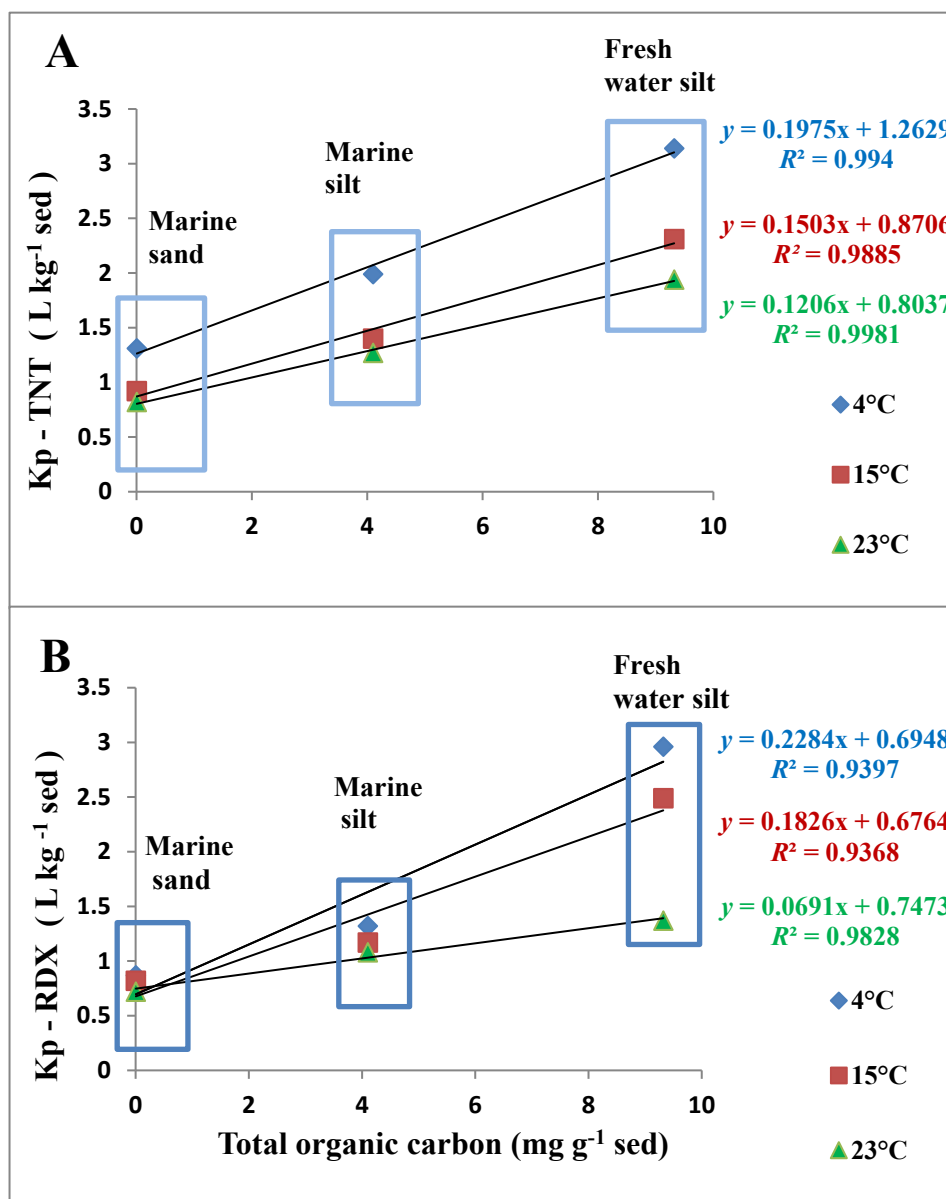 A
Fresh
water silt
Marine
silt
Marine
sand
Kp - TNT ( L kg-1 sed )
3.5
3
2.5
2
1.5
1
0.5
0
0
2
4
6
8
10
y = 0.1975x + 1.2629
R² = 0.994
y = 0.1503x + 0.8706
R² = 0.9885
y = 0.1206x + 0.8037
R² = 0.9981
4°C
15°C
23°C
B
Fresh
water silt
Marine
silt
Marine
sand
Kp - RDX ( L kg -1 sed )
3.5
3
2.5
2
1.5
1
0.5
0
0
2
4
6
8
10
Total organic carbon (mg g-1 sed)
y = 0.2284x + 0.6948
R² = 0.9397
y = 0.1826x + 0.6764
R² = 0.9368
y = 0.0691x + 0.7473
R² = 0.9828
4°C
15°C
23°C